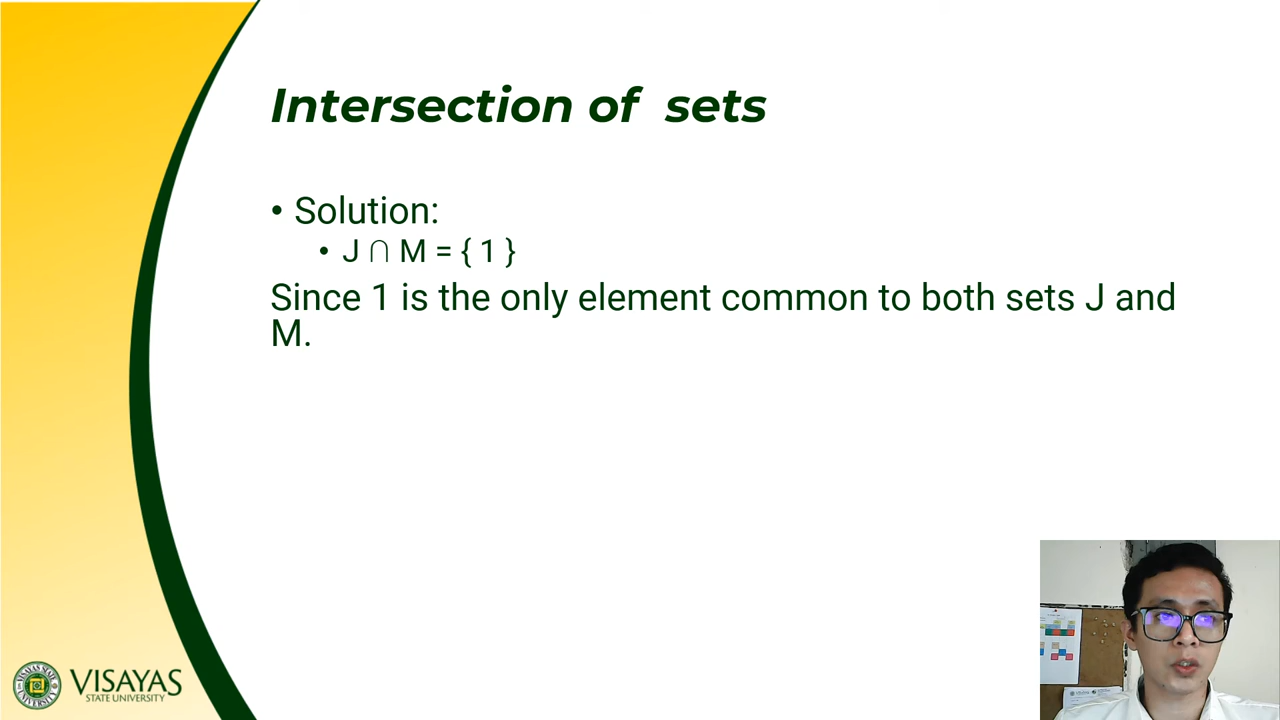 Intersection of sets
• Solution:
• J ∩ M = { 1 }
Since 1 is the only element common to both sets J and
M.
VISAYAS
STATE UNIVERSITY